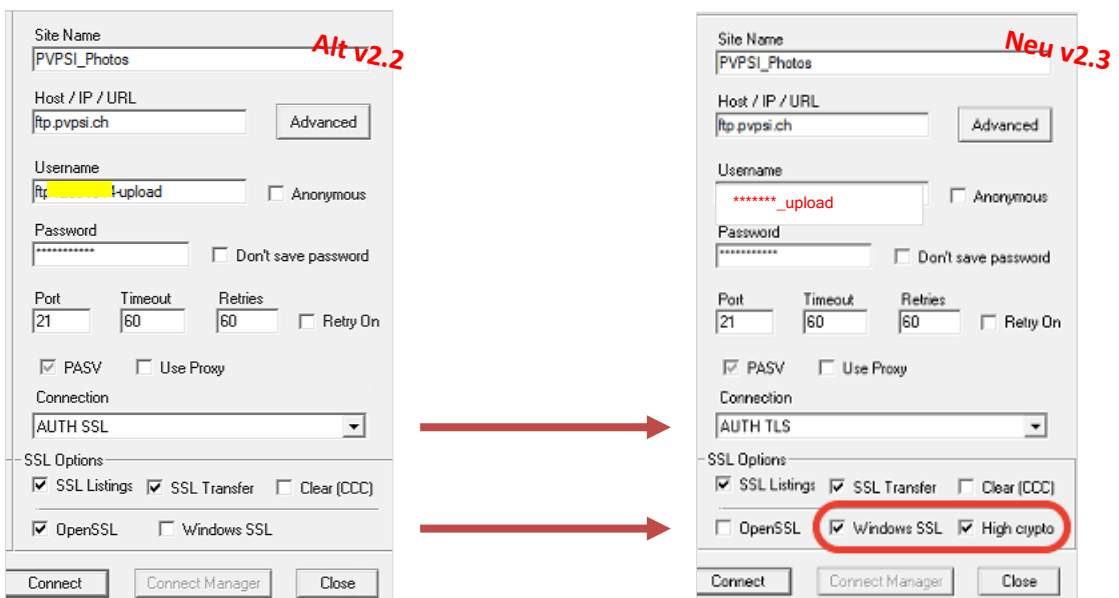 Alt v2.2
Site Name
PVPSI_Photos
Host / IP / URL
ftp.pvpsi.ch
Advanced
Username
4-upload
Anonymous
Password
***********
Don't save password
Port Timeout Retries
21 60 60 Retry On
PASV Use Proxy
Connection
AUTH SSL
SSL Options
SSL Listings SSL Transfer Clear (CCC)
OpenSSL Windows SSL
Connect Connect Manager Close
Neu v2.3
Site Name
PVPSI_Photos
Host / IP / URL
ftp.pvpsi.ch
Advanced
Username
*******_upload
Anonymous
Password
***********
Don't save password
Port Timeout Retries
21 60 60 Retry On
PASV Use Proxy
Connection
AUTH TLS
SSL Options
SSL Listings SSL Transfer Clear (CCC)
OpenSSL Windows SSL High crypto
Connect Connect Manager Close